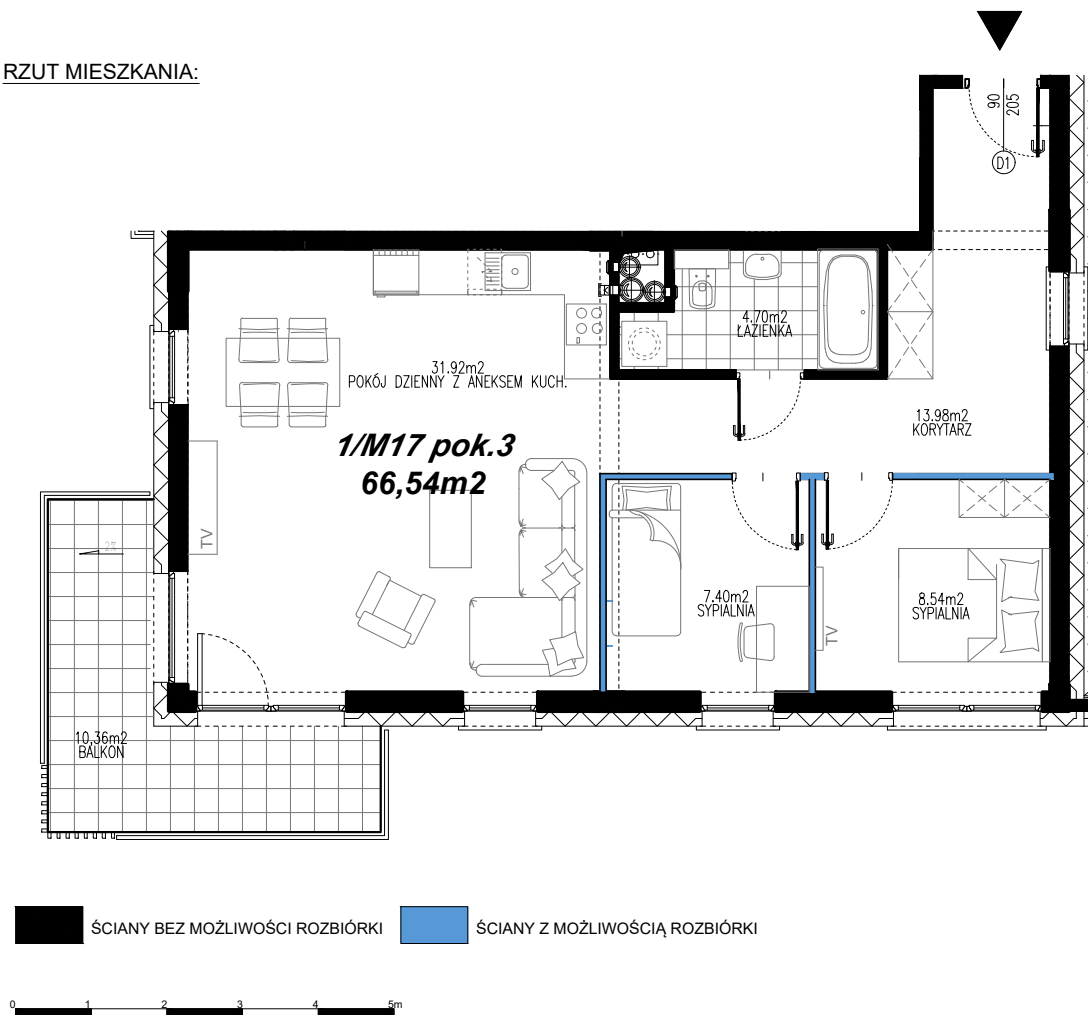 RZUT MIESZKANIA:
90
205
D1
4.70m2
ŁAZIENKA
31.92m2
POKÓJ DZIENNY Z ANEKSEM KUCH.
13.98m2
KORYTARZ
1/M17 pok.3
66,54m2
TV
2%
7.40m2
SYPIALNIA
8.54m2
SYPIALNIA
TV
10,36m2
BALKON
ŚCIANY BEZ MOŻLIWOŚCI ROZBIÓRKI
ŚCIANY Z MOŻLIWOŚCIĄ ROZBIÓRKI
0 1 2 3 4 5m